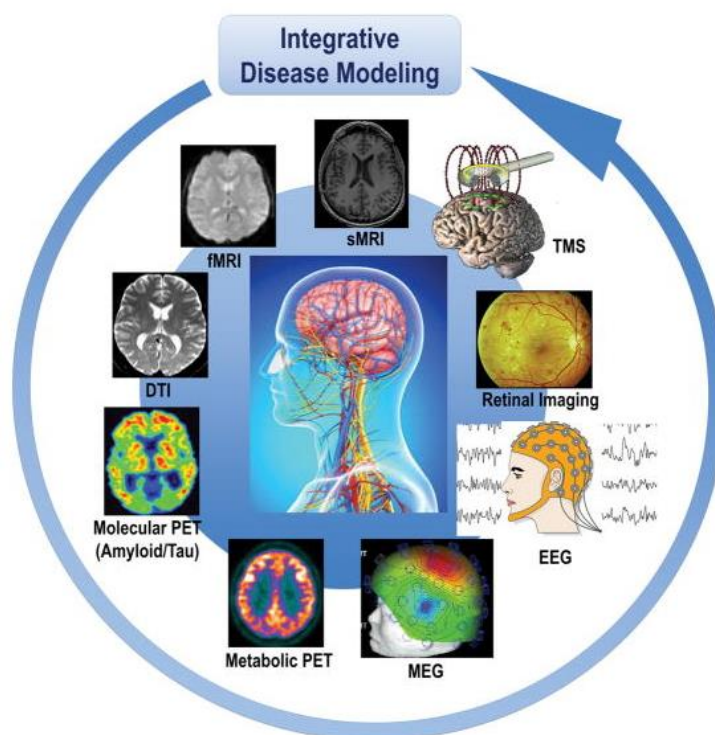 Integrative
Disease Modeling
sMRI
fMRI
TMS
DTI
Retinal Imaging
Molecular PET
(Amyloid/Tau)
EEG
Metabolic PET
MEG